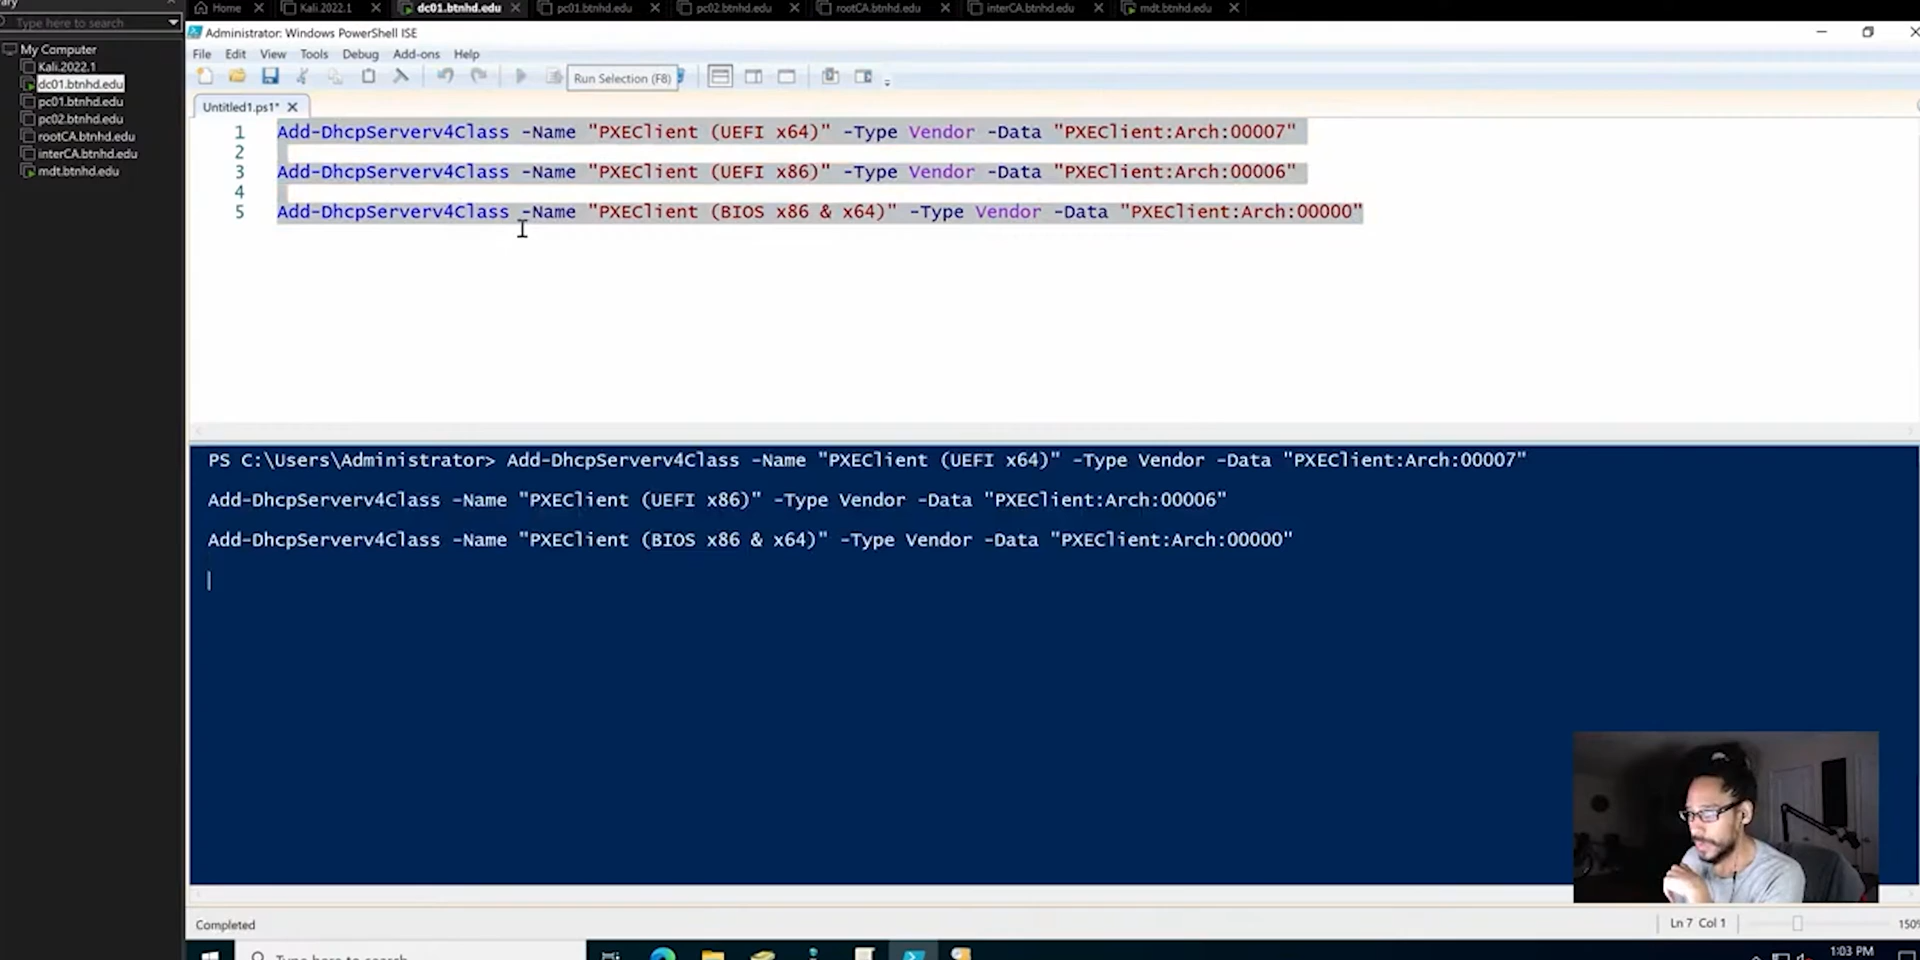 Home Kali.2022.1 dc01.btnhd.edu pc01.btnhd.edu pc02.btnhd.edu rootCA.btnhd.edu interCA.btnhd.edu mdt.btnhd.edu
Type here to search
My Computer
Kali.2022.1
dc01.btnhd.edu
pc01.btnhd.edu
pc02.btnhd.edu
rootCA.btnhd.edu
interCA.btnhd.edu
mdt.btnhd.edu
Administrator: Windows PowerShell ISE
File Edit View Tools Debug Add-ons Help
Run Selection (F8)
Untitled1.ps1*
1 Add-DhcpServerv4Class -Name "PXEClient (UEFI x64)" -Type Vendor -Data "PXEClient:Arch:00007"
2
3 Add-DhcpServerv4Class -Name "PXEClient (UEFI x86)" -Type Vendor -Data "PXEClient:Arch:00006"
4
5 Add-DhcpServerv4Class -Name "PXEClient (BIOS x86 & x64)" -Type Vendor -Data "PXEClient:Arch:00000"
PS C:\Users\Administrator> Add-DhcpServerv4Class -Name "PXEClient (UEFI x64)" -Type Vendor -Data "PXEClient:Arch:00007"
Add-DhcpServerv4Class -Name "PXEClient (UEFI x86)" -Type Vendor -Data "PXEClient:Arch:00006"
Add-DhcpServerv4Class -Name "PXEClient (BIOS x86 & x64)" -Type Vendor -Data "PXEClient:Arch:00000"
Completed
Ln 7 Col 1
Type here to search
1:03 PM